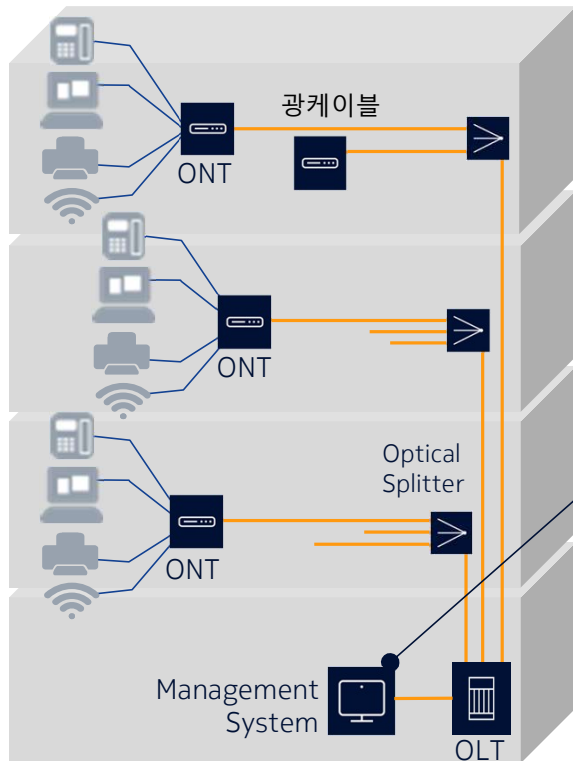 광케이블
ONT
ONT
Optical
Splitter
ONT
Management
System
OLT